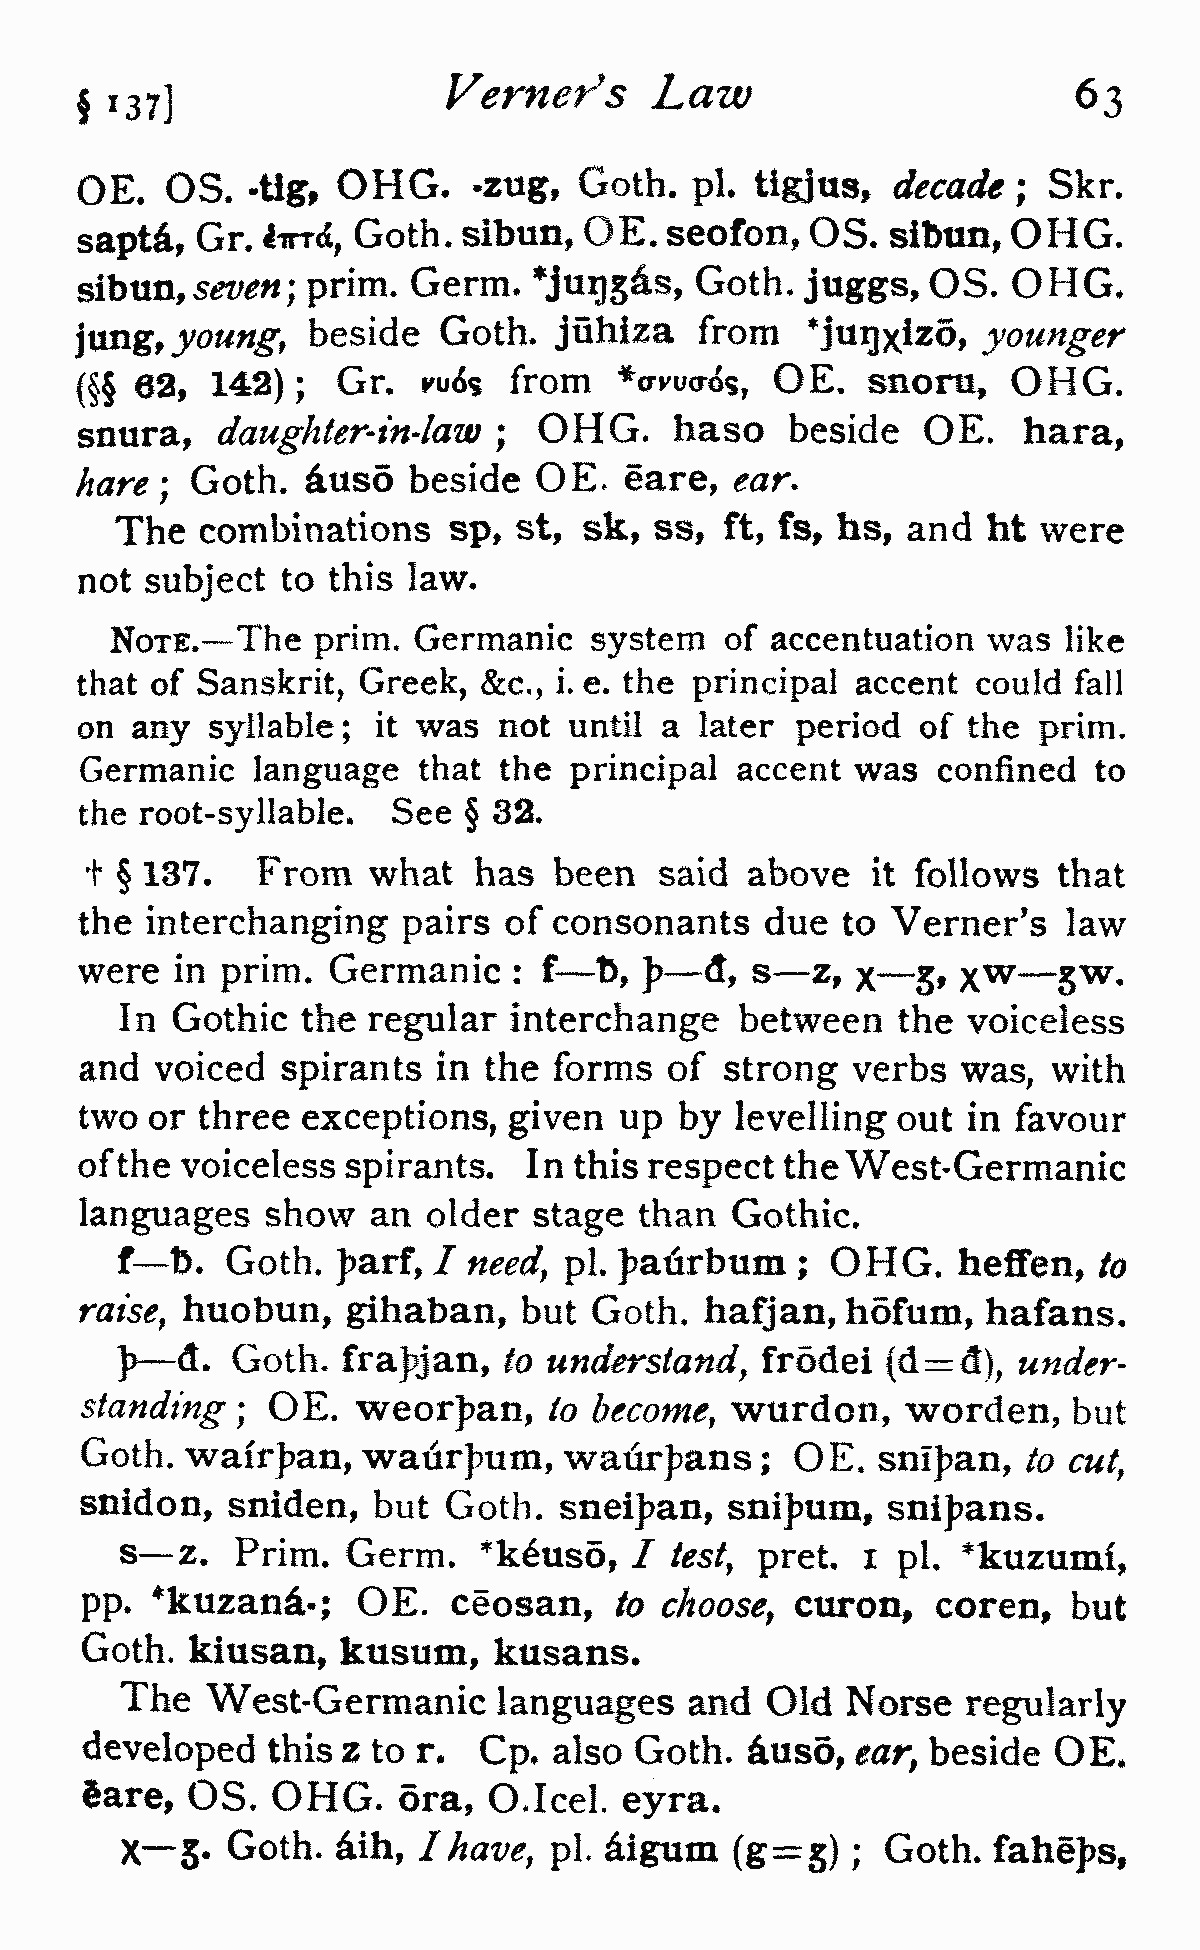 § 137] Verner's Law 63
OE. OS. -tig, OHG. -zug, Goth. pl. tigjus, decade ; Skr.
saptá, Gr. ἑπτά, Goth. sibun, OE. seofon, OS. siƀun, OHG.
sibun, seven ; prim. Germ. *juŋʒás, Goth. juggs, OS. OHG.
jung, young, beside Goth. jūhiza from *juŋχizō, younger
(§§ 62, 142) ; Gr. νυός from *σνυσός, OE. snoru, OHG.
snura, daughter-in-law ; OHG. haso beside OE. hara,
hare ; Goth. áusō beside OE. ēare, ear.
The combinations sp, st, sk, ss, ft, fs, hs, and ht were
not subject to this law.
NOTE.—The prim. Germanic system of accentuation was like
that of Sanskrit, Greek, &c., i. e. the principal accent could fall
on any syllable ; it was not until a later period of the prim.
Germanic language that the principal accent was confined to
the root-syllable. See § 32.
† § 137. From what has been said above it follows that
the interchanging pairs of consonants due to Verner's law
were in prim. Germanic : f—ƀ, þ—đ, s—z, χ—ʒ, χw—ʒw.
In Gothic the regular interchange between the voiceless
and voiced spirants in the forms of strong verbs was, with
two or three exceptions, given up by levelling out in favour
of the voiceless spirants. In this respect the West-Germanic
languages show an older stage than Gothic.
f—ƀ. Goth. þarf, I need, pl. þaúrbum ; OHG. heffen, to
raise, huobun, gihaban, but Goth. hafjan, hōfum, hafans.
þ—đ. Goth. fraþjan, to understand, frōdei (d=đ), under-
standing ; OE. weorþan, to become, wurdon, worden, but
Goth. waírþan, waúrþum, waúrþans ; OE. snīþan, to cut,
snidon, sniden, but Goth. sneiþan, sniþum, sniþans.
s—z. Prim. Germ. *kéusō, I test, pret. 1 pl. *kuzumí,
pp. *kuzaná- ; OE. cēosan, to choose, curon, coren, but
Goth. kiusan, kusum, kusans.
The West-Germanic languages and Old Norse regularly
developed this z to r. Cp. also Goth. áusō, ear, beside OE.
ēare, OS. OHG. ōra, O.Icel. eyra.
χ—ʒ. Goth. áih, I have, pl. áigum (g=ʒ) ; Goth. fahēþs,